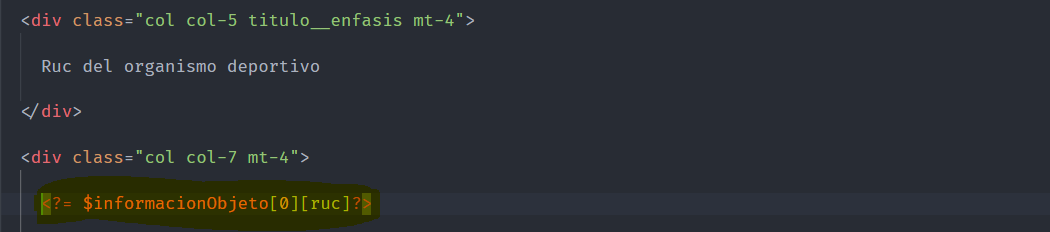 <div class="col col-5 titulo__enfasis mt-4">
Ruc del organismo deportivo
</div>
<div class="col col-7 mt-4">
<?= $informacionObjeto[0][ruc]?>